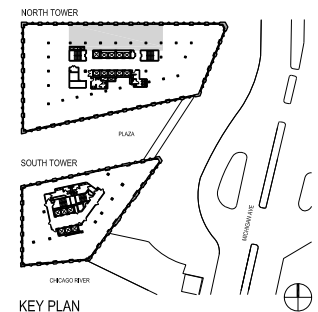 NORTH TOWER
PLAZA
SOUTH TOWER
MICHIGAN AVE
CHICAGO RIVER
KEY PLAN